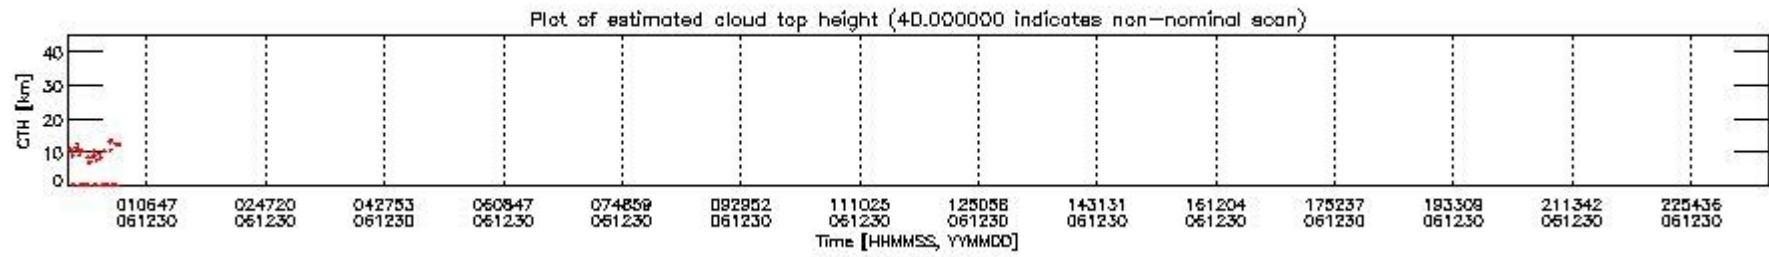 Plot of estimated cloud top height (40.000000 indicates non-nominal scan)
40
30
20
10
0
CTH [km]
010647 024720 042753 060847 074859 092952 111025 125058 143131 161204 175237 193309 211342 225436
061230 061230 061230 061230 061230 061230 061230 061230 061230 061230 061230 061230 061230 061230
Time [HHMMSS, YYMMDD]